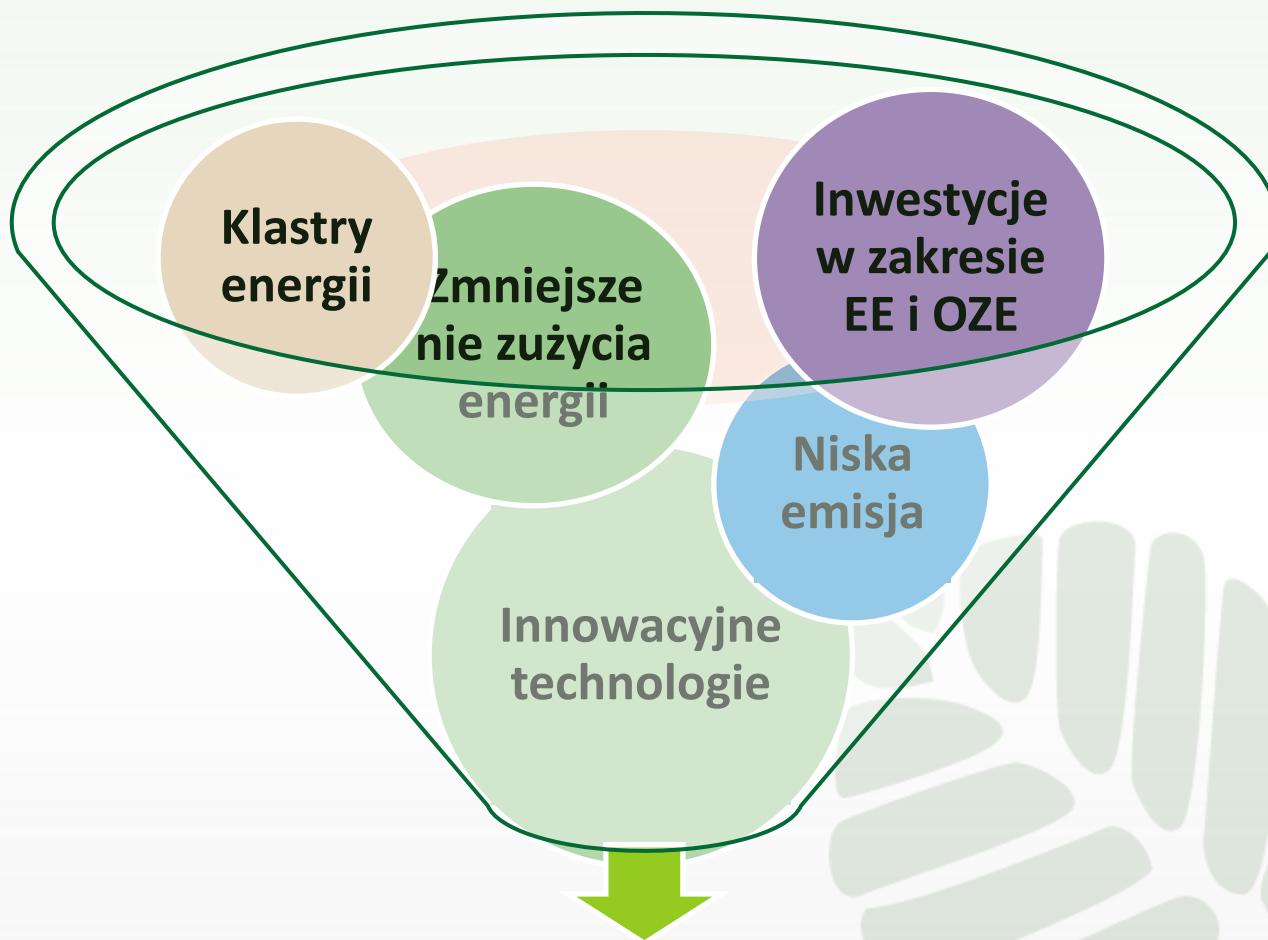 Klastry
energii
Zmniejsze
nie zużycia
energii
Inwestycje
w zakresie
EE i OZE
Niska
emisja
Innowacyjne
technologie